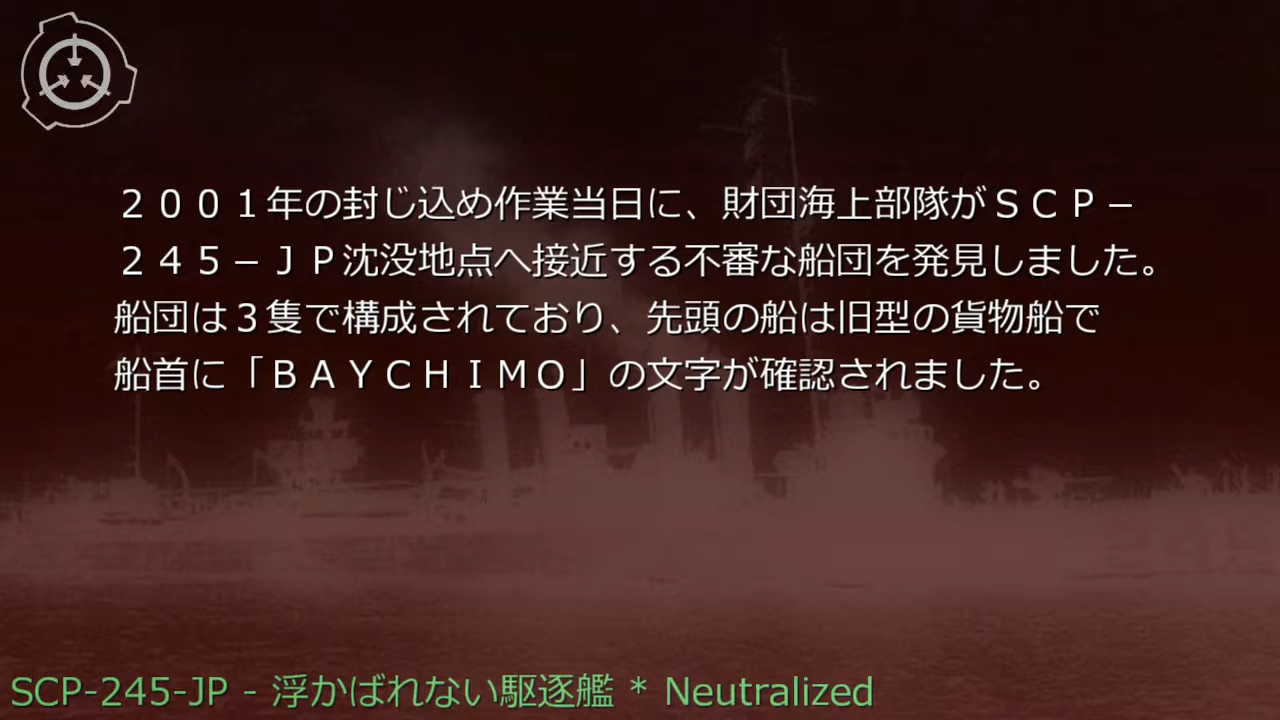 ２００１年の封じ込め作業当日に、財団海上部隊がＳＣＰ－
２４５－ＪＰ沈没地点へ接近する不審な船団を発見しました。
船団は３隻で構成されており、先頭の船は旧型の貨物船で
船首に「ＢＡＹＣＨＩＭＯ」の文字が確認されました。
SCP-245-JP - 浮かばれない駆逐艦 * Neutralized